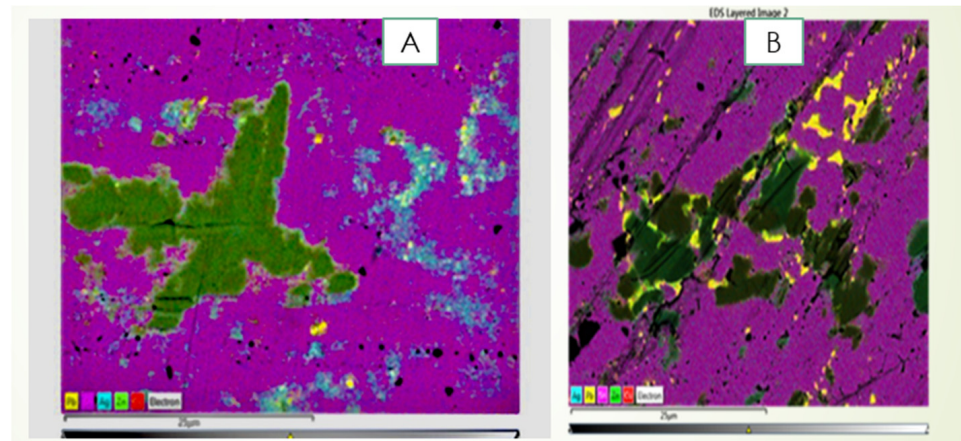 EDS Layered Image 2
A
B
Pb Ag Zn Electron
25µm
Ag Pb Zn Electron
25µm